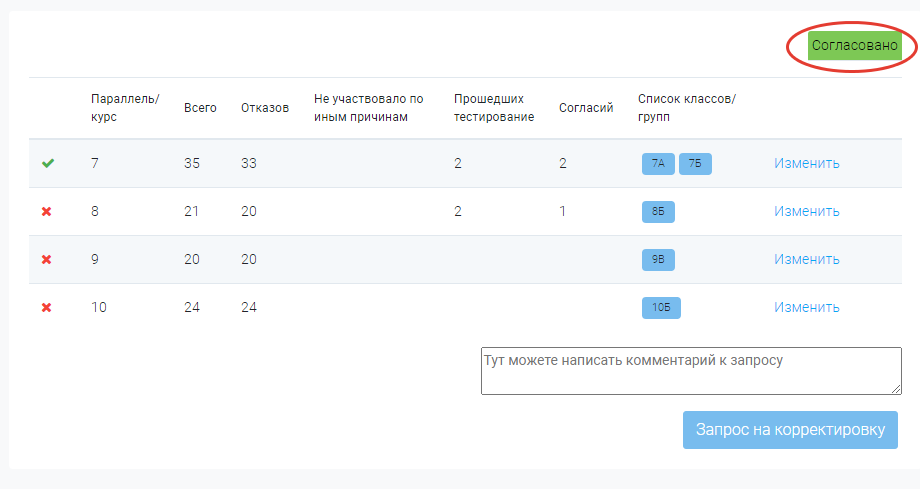 Согласовано
Параллель/ Всего Отказов Не участвовало по Прошедших Согласий Список классов/
курс иным причинам тестирование групп
7 35 33 2 2 7А 7Б Изменить
8 21 20 2 1 8Б Изменить
9 20 20 9В Изменить
10 24 24 10Б Изменить
Тут можете написать комментарий к запросу
Запрос на корректировку